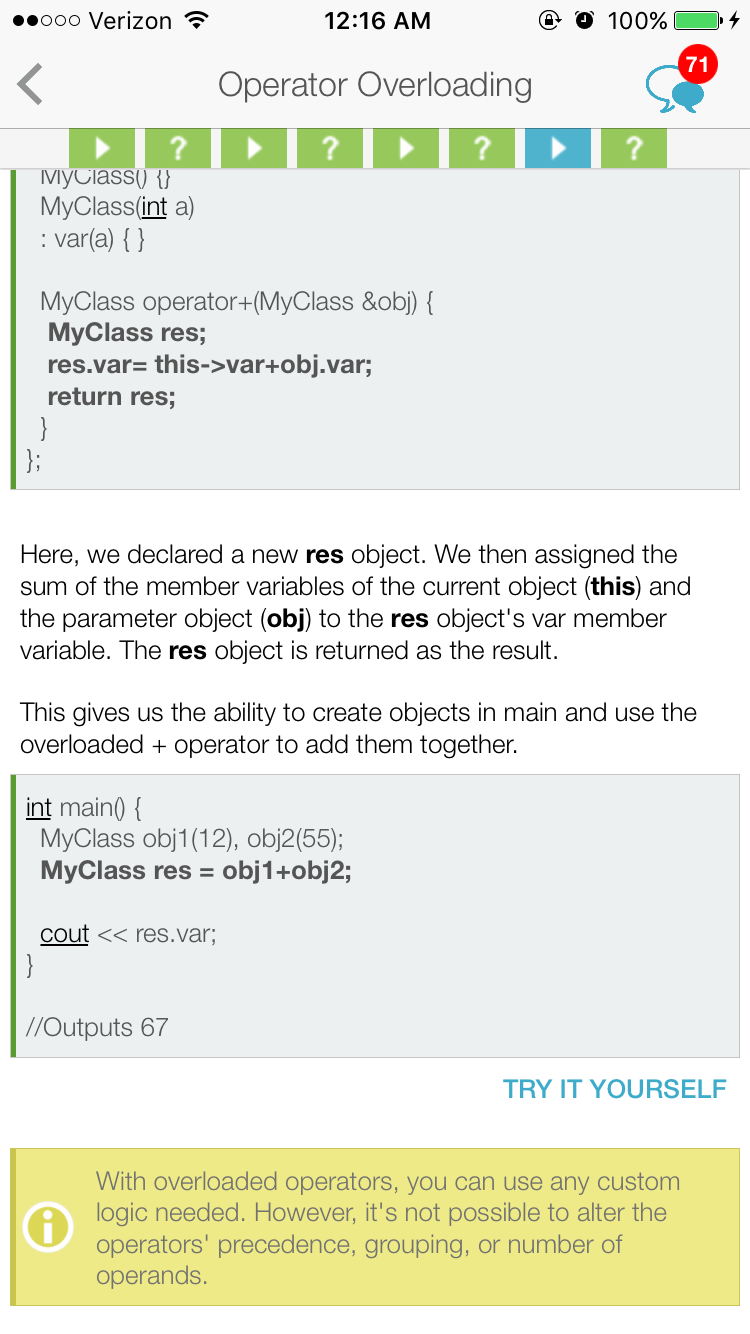 Verizon 12:16 AM 100%
Operator Overloading 71
? ? ? ?
MyClass() {}
MyClass(int a)
: var(a) { }
MyClass operator+(MyClass &obj) {
MyClass res;
res.var= this->var+obj.var;
return res;
}
};
Here, we declared a new res object. We then assigned the
sum of the member variables of the current object (this) and
the parameter object (obj) to the res object's var member
variable. The res object is returned as the result.
This gives us the ability to create objects in main and use the
overloaded + operator to add them together.
int main() {
MyClass obj1(12), obj2(55);
MyClass res = obj1+obj2;
cout << res.var;
}
//Outputs 67
TRY IT YOURSELF
With overloaded operators, you can use any custom
logic needed. However, it's not possible to alter the
operators' precedence, grouping, or number of
operands.